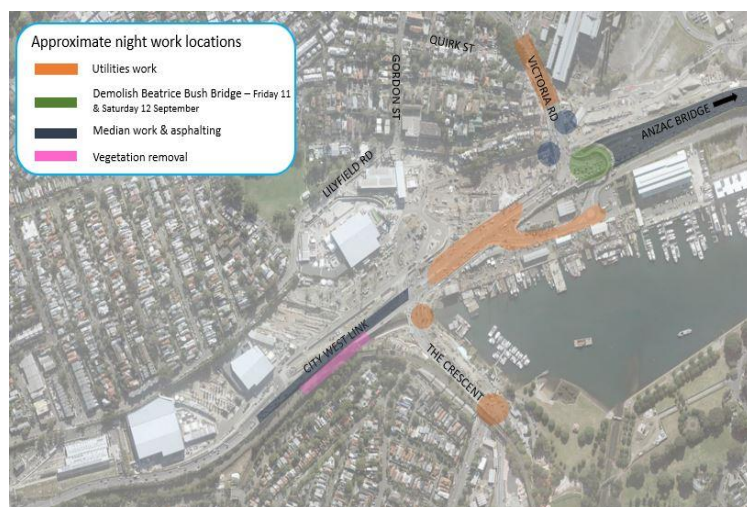 Approximate night work locations
Utilities work
Demolish Beatrice Bush Bridge – Friday 11
& Saturday 12 September
Median work & asphalting
Vegetation removal
QUIRK ST
GORDON ST
VICTORIA RD
ANZAC BRIDGE
LILYFIELD RD
CITY WEST LINK
THE CRESCENT